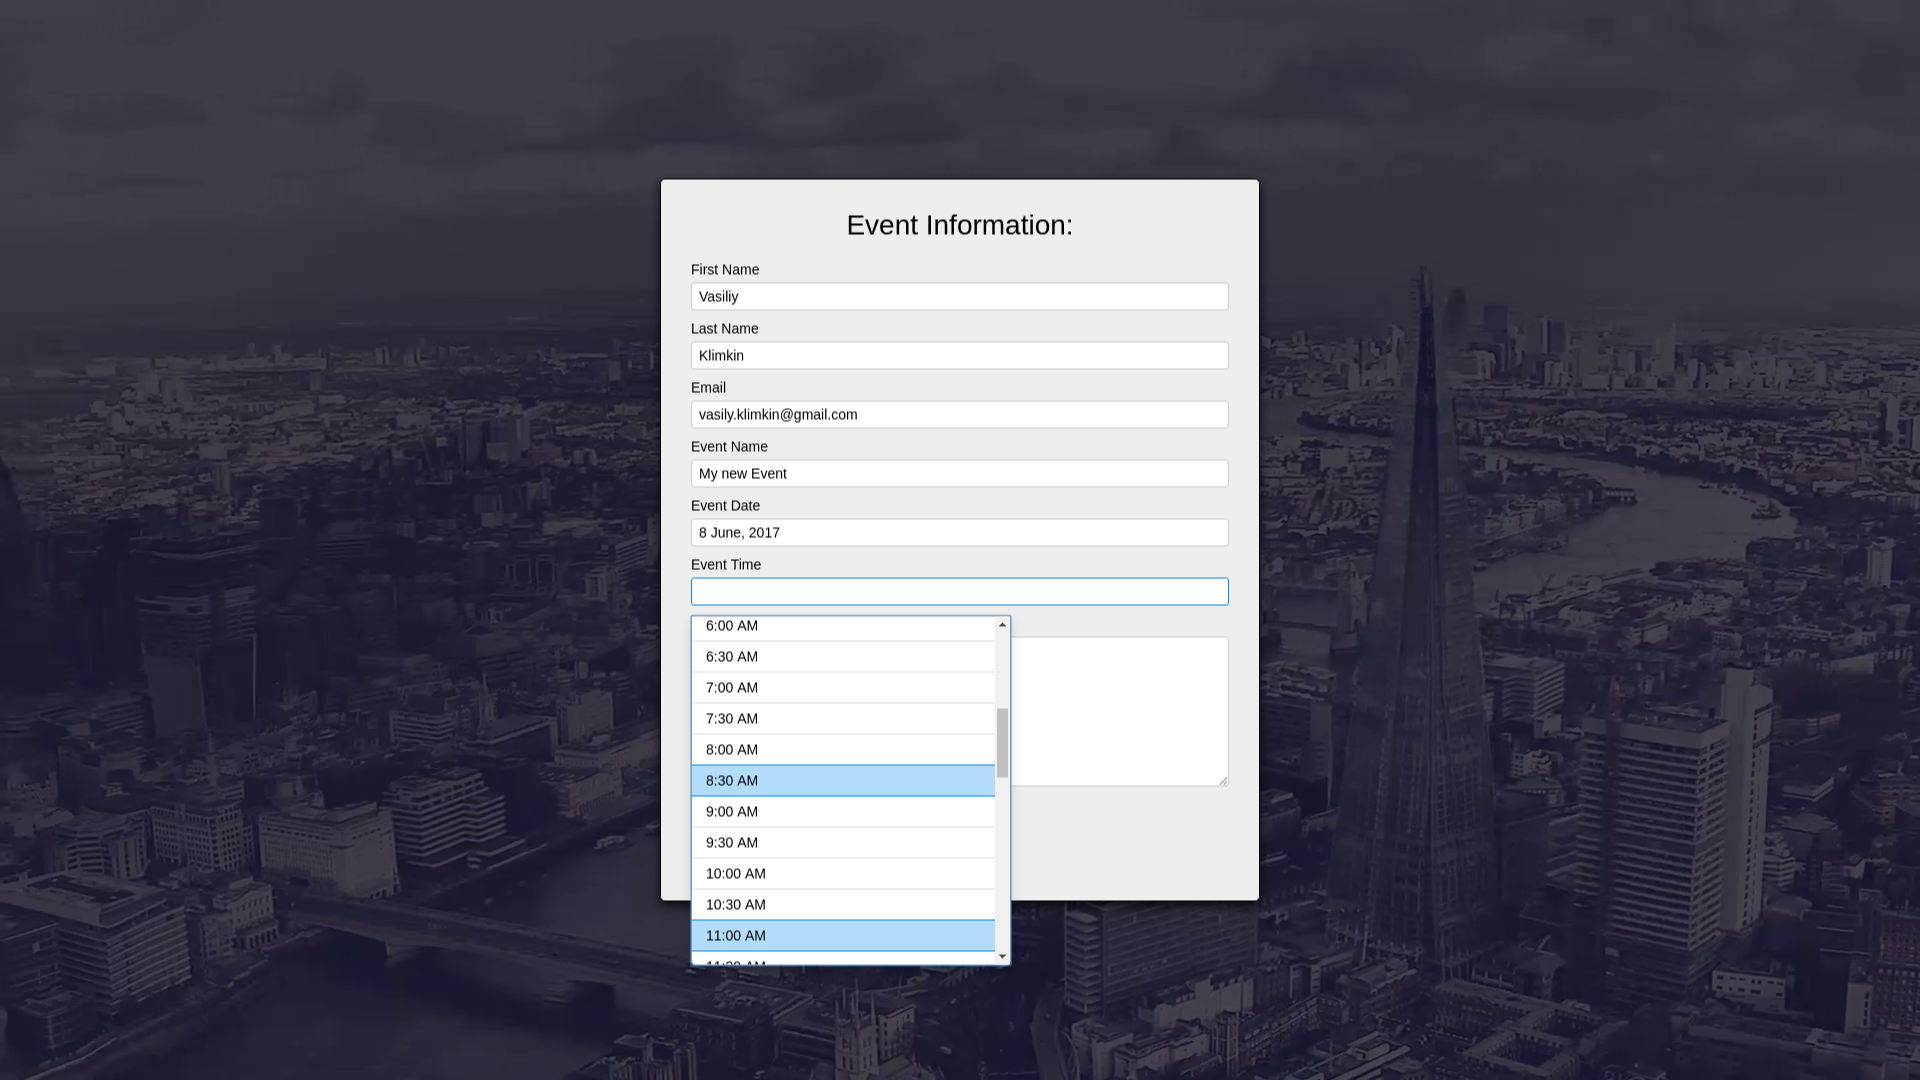 Event Information:
First Name
Vasiliy
Last Name
Klimkin
Email
vasily.klimkin@gmail.com
Event Name
My new Event
Event Date
8 June, 2017
Event Time
6:00 AM
6:30 AM
7:00 AM
7:30 AM
8:00 AM
8:30 AM
9:00 AM
9:30 AM
10:00 AM
10:30 AM
11:00 AM
11:30 AM